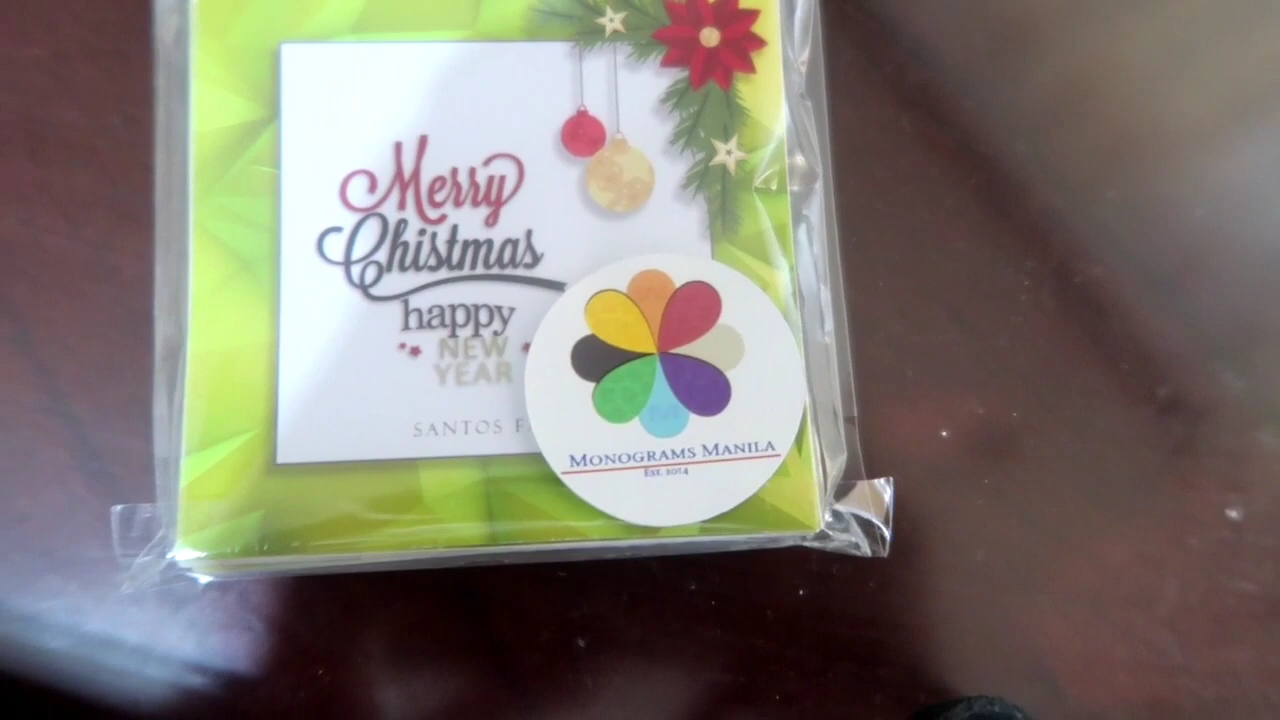 Merry
Chistmas
happy
NEW
YEAR
SANTOS
MONOGRAMS MANILA
EST. 2014